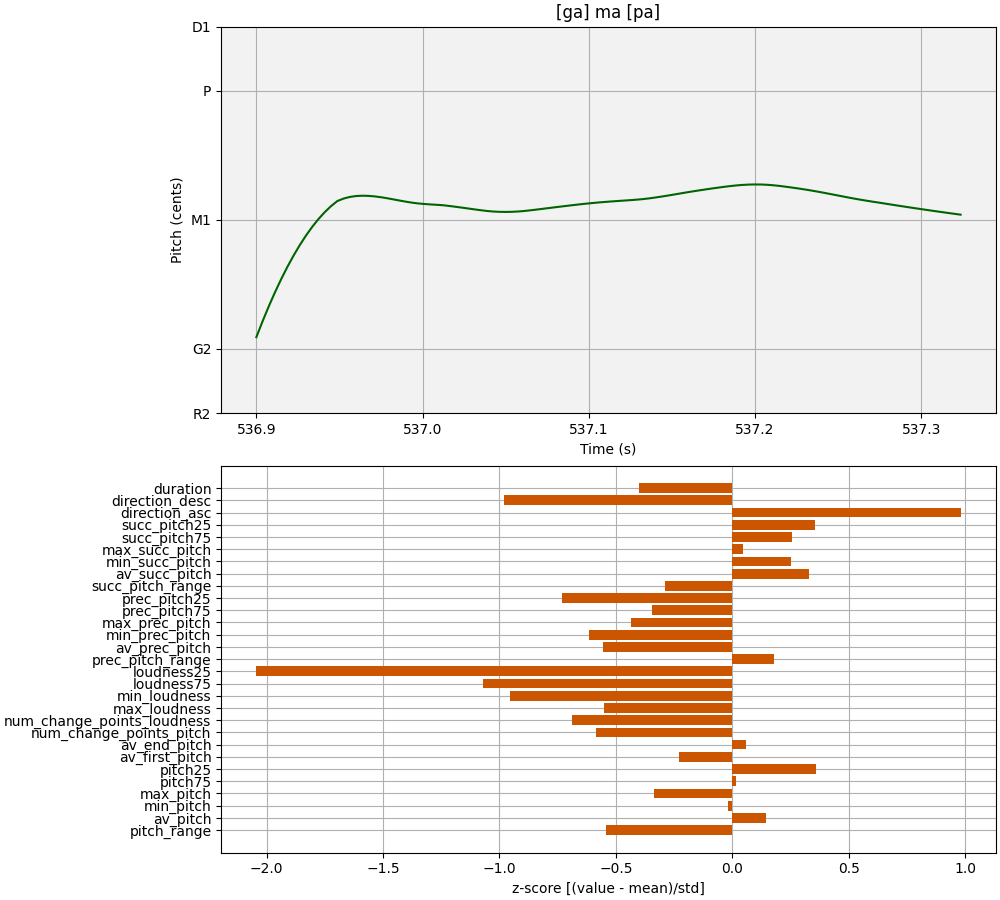 [ga] ma [pa]
D1
P
M1
G2
R2
Pitch (cents)
536.9 537.0 537.1 537.2 537.3
Time (s)
duration
direction_desc
direction_asc
succ_pitch25
succ_pitch75
max_succ_pitch
min_succ_pitch
av_succ_pitch
succ_pitch_range
prec_pitch25
prec_pitch75
max_prec_pitch
min_prec_pitch
av_prec_pitch
prec_pitch_range
loudness25
loudness75
min_loudness
max_loudness
num_change_points_loudness
num_change_points_pitch
av_end_pitch
av_first_pitch
pitch25
pitch75
max_pitch
min_pitch
av_pitch
pitch_range
−2.0 −1.5 −1.0 −0.5 0.0 0.5 1.0
z-score [(value - mean)/std]